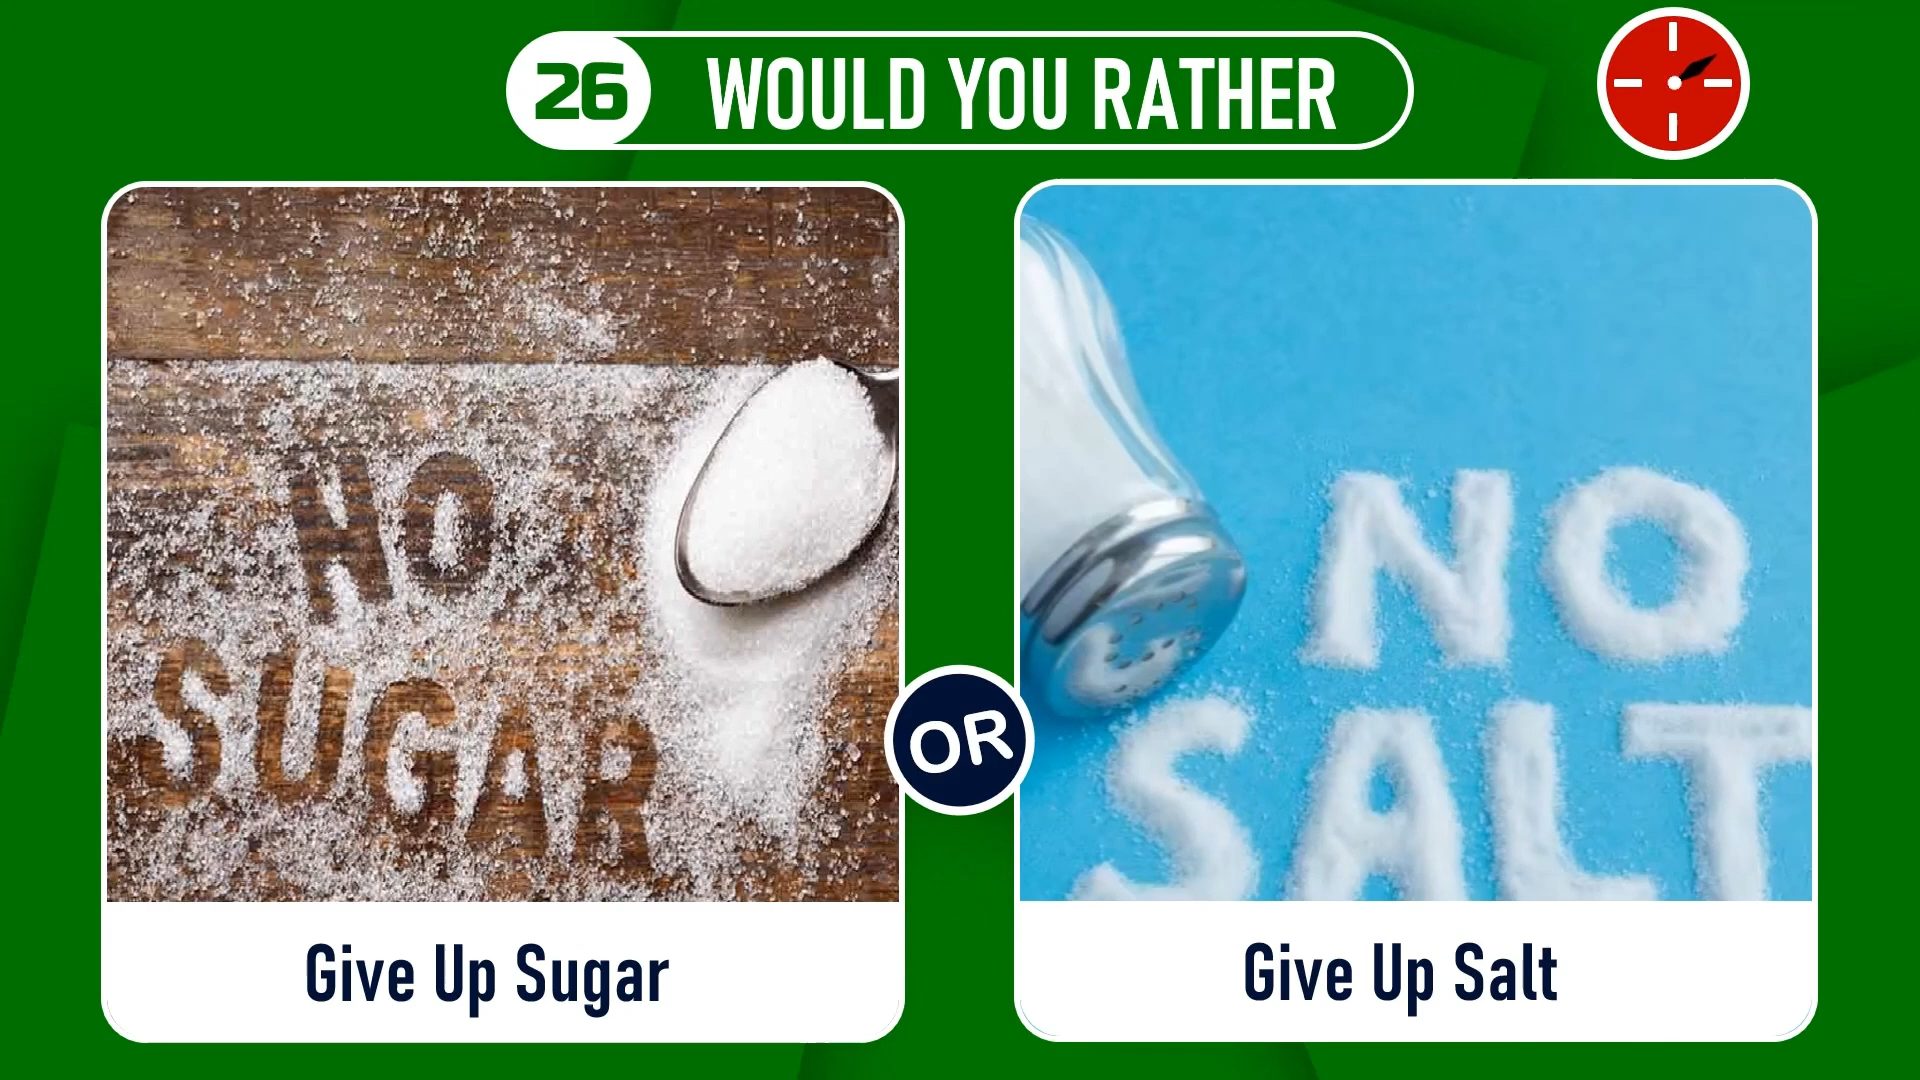 26 WOULD YOU RATHER
NO
SUGAR
NO
SALT
OR
Give Up Sugar
Give Up Salt